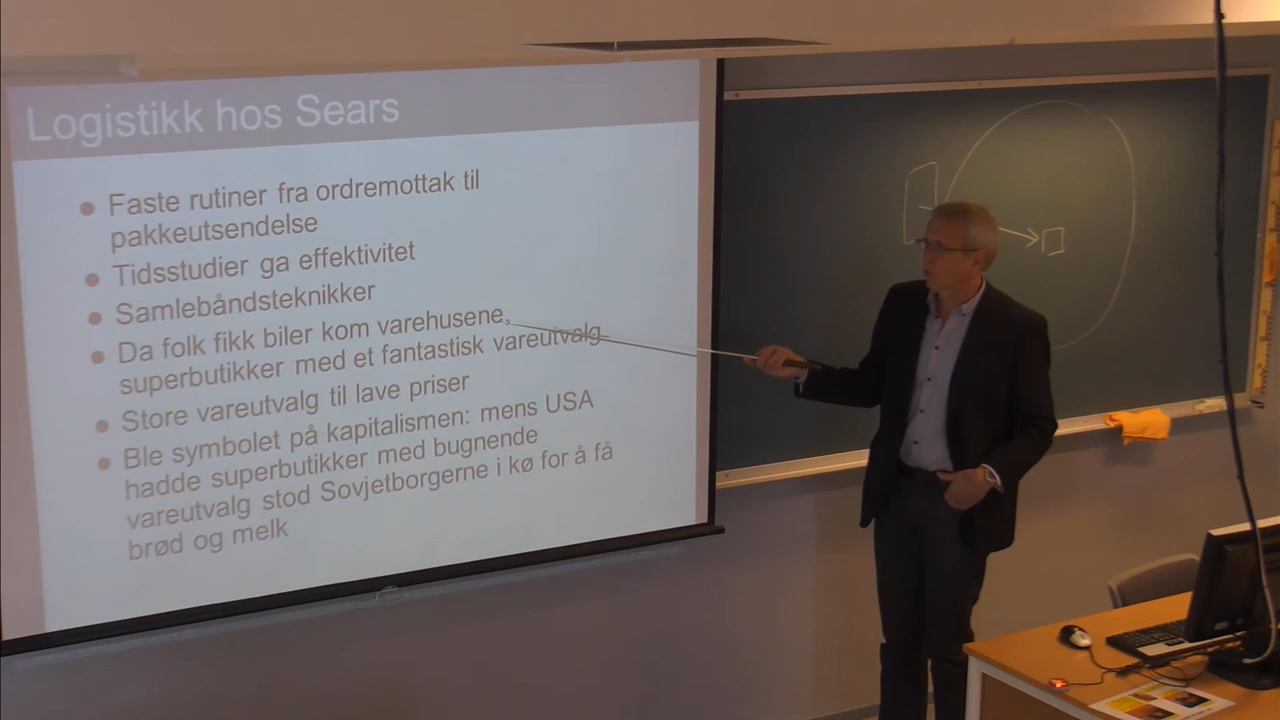 Logistikk hos Sears
Faste rutiner fra ordremottak til
pakkeutsendelse
Tidsstudier ga effektivitet
Samlebåndsteknikker
Da folk fikk biler kom varehusene,
superbutikker med et fantastisk vareutvalg
Store vareutvalg til lave priser
Ble symbolet på kapitalismen: mens USA
hadde superbutikker med bugnende
vareutvalg stod Sovjetborgerne i kø for å få
brød og melk